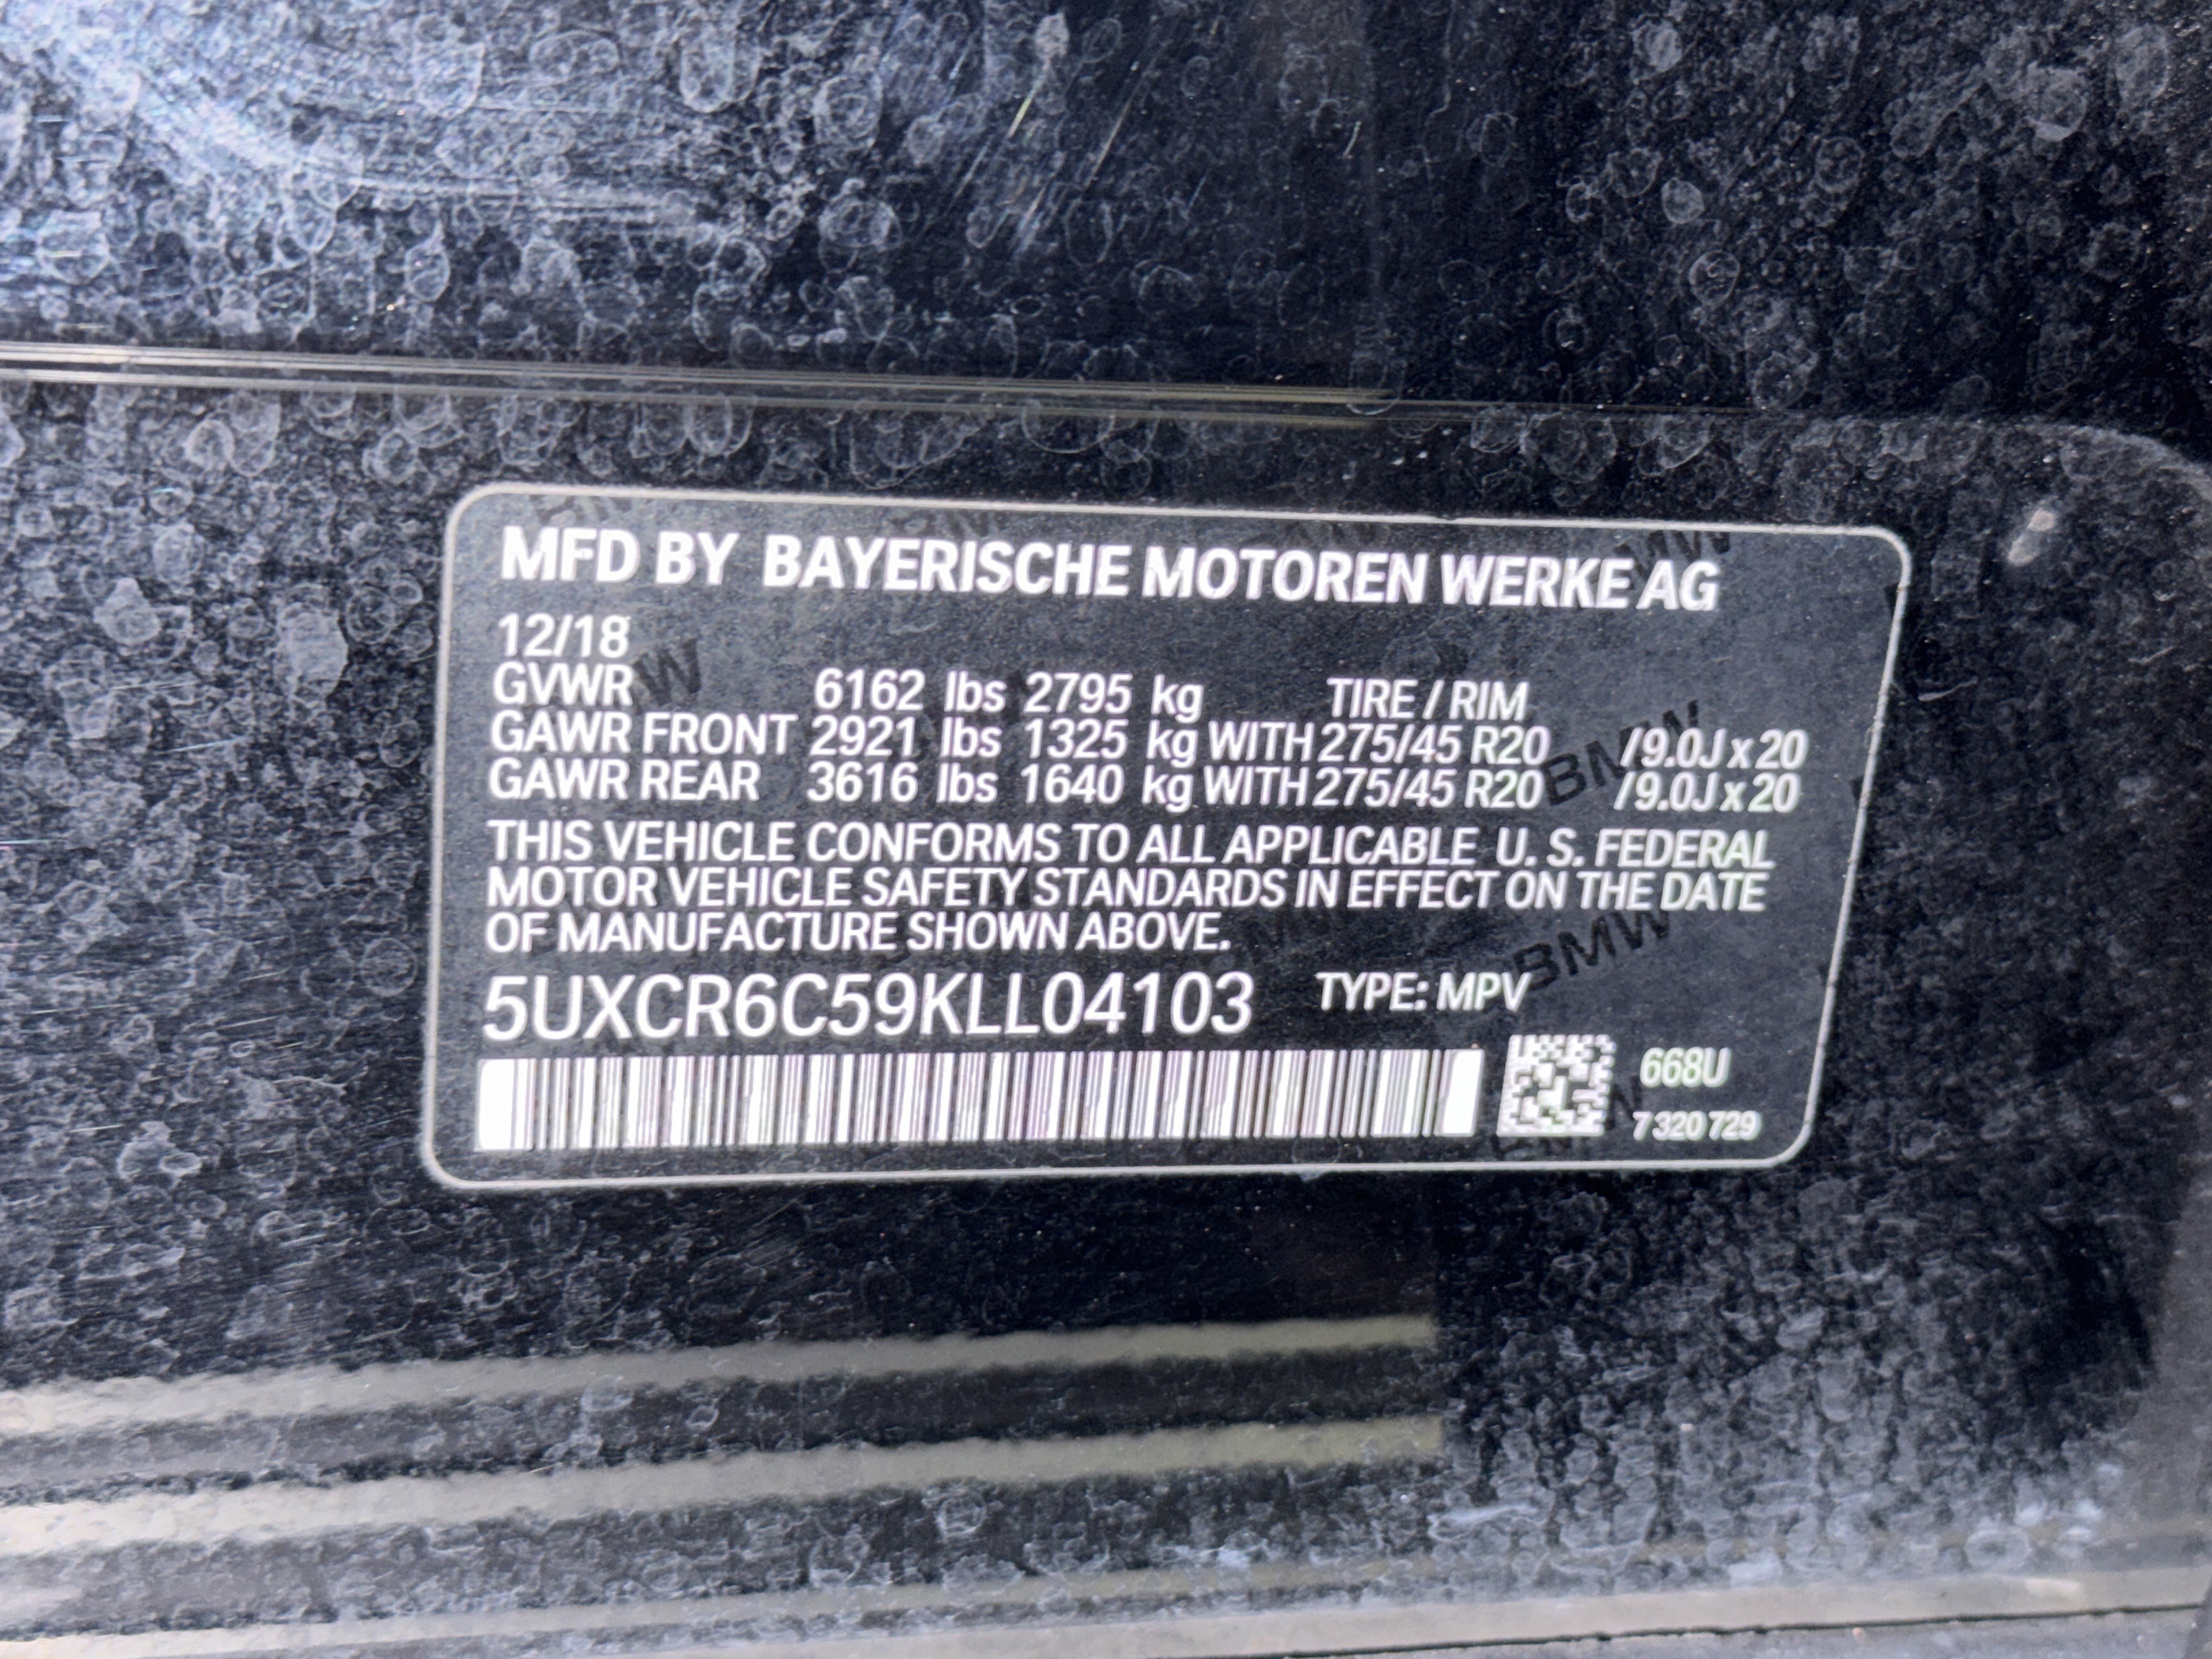 MFD BY BAYERISCHE MOTOREN WERKE AG
12/18
GVWR 6162 lbs 2795 kg TIRE / RIM
GAWR FRONT 2921 lbs 1325 kg WITH 275/45 R20 /9.0J x 20
GAWR REAR 3616 lbs 1640 kg WITH 275/45 R20 /9.0J x 20
THIS VEHICLE CONFORMS TO ALL APPLICABLE U. S. FEDERAL
MOTOR VEHICLE SAFETY STANDARDS IN EFFECT ON THE DATE
OF MANUFACTURE SHOWN ABOVE.
5UXCR6C59KLL04103 TYPE: MPV
668U
7 320 729
BMW
BMW